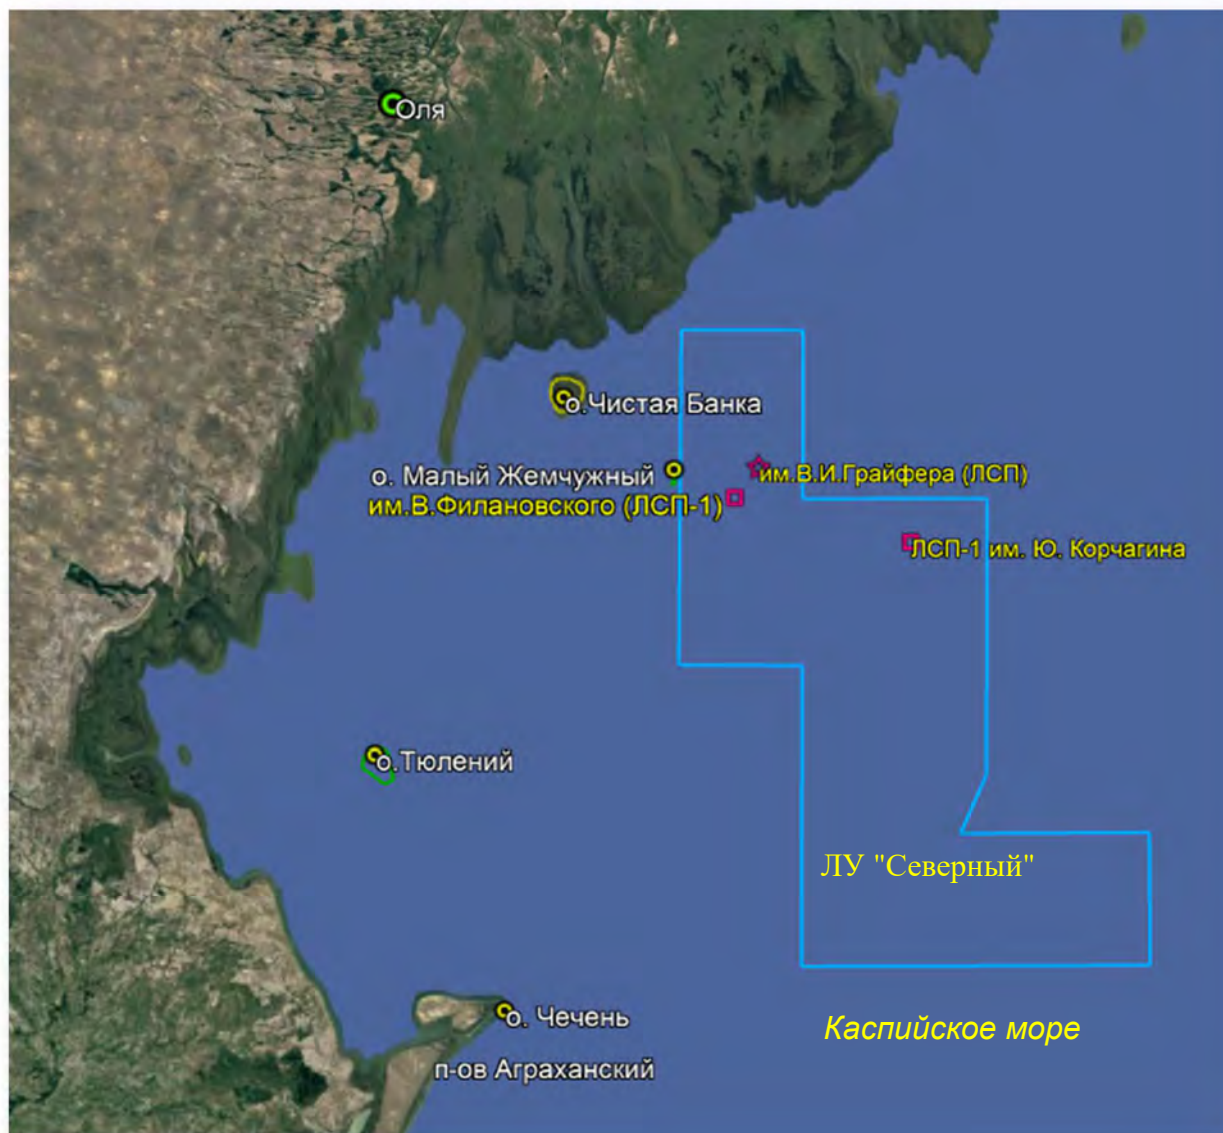 Оля
о.Чистая Банка
о. Малый Жемчужный
им.В.И.Грайфера (ЛСП)
им.В.Филановского (ЛСП-1)
ЛСП-1 им. Ю. Корчагина
о.Тюлений
ЛУ "Северный"
о. Чечень
Каспийское море
п-ов Аграханский